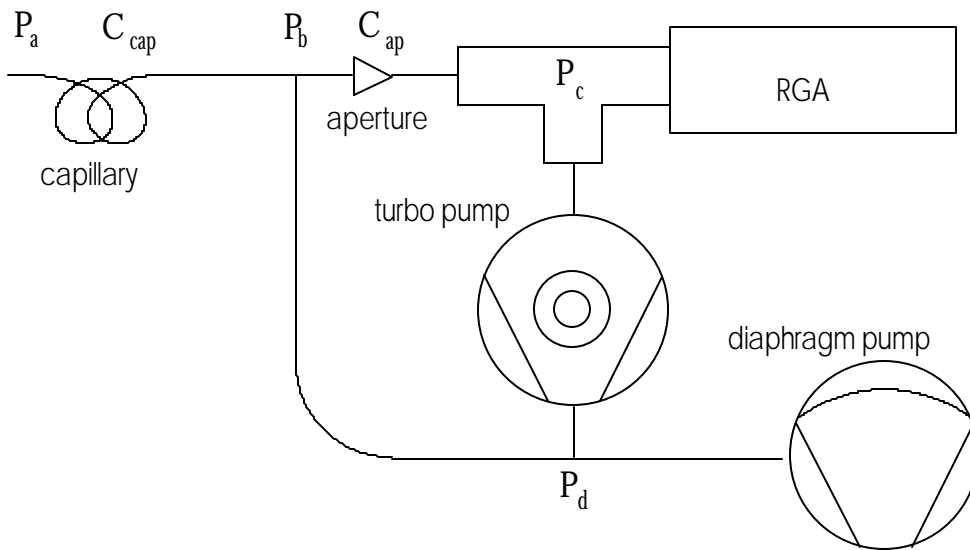 P_a C_cap P_b C_ap
P_c
RGA
aperture
capillary
turbo pump
diaphragm pump
P_d